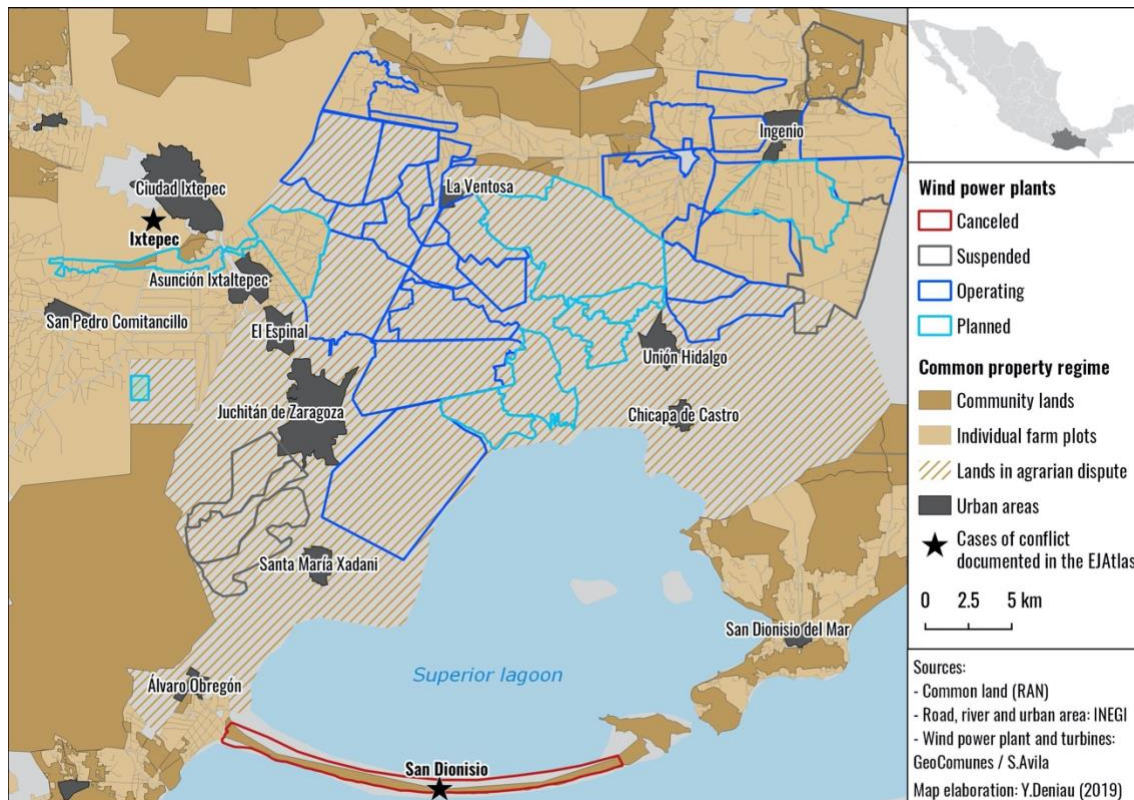 Ingenio
La Ventosa
Ciudad Ixtepec
Ixtepec
Asunción Ixtaltepec
San Pedro Comitancillo
El Espinal
Unión Hidalgo
Juchitán de Zaragoza
Chicapa de Castro
Santa María Xadani
San Dionisio del Mar
Superior lagoon
Álvaro Obregón
San Dionisio
Wind power plants
Canceled
Suspended
Operating
Planned
Common property regime
Community lands
Individual farm plots
Lands in agrarian dispute
Urban areas
Cases of conflict
documented in the EJAtlas
0 2.5 5 km
Sources:
- Common land (RAN)
- Road, river and urban area: INEGI
- Wind power plant and turbines:
GeoComunes / S.Avila
Map elaboration: Y.Deniau (2019)